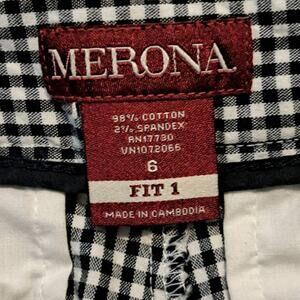 MERONA
98% COTTON
2% SPANDEX
RN17730
VN1072066
6
FIT 1
MADE IN CAMBODIA